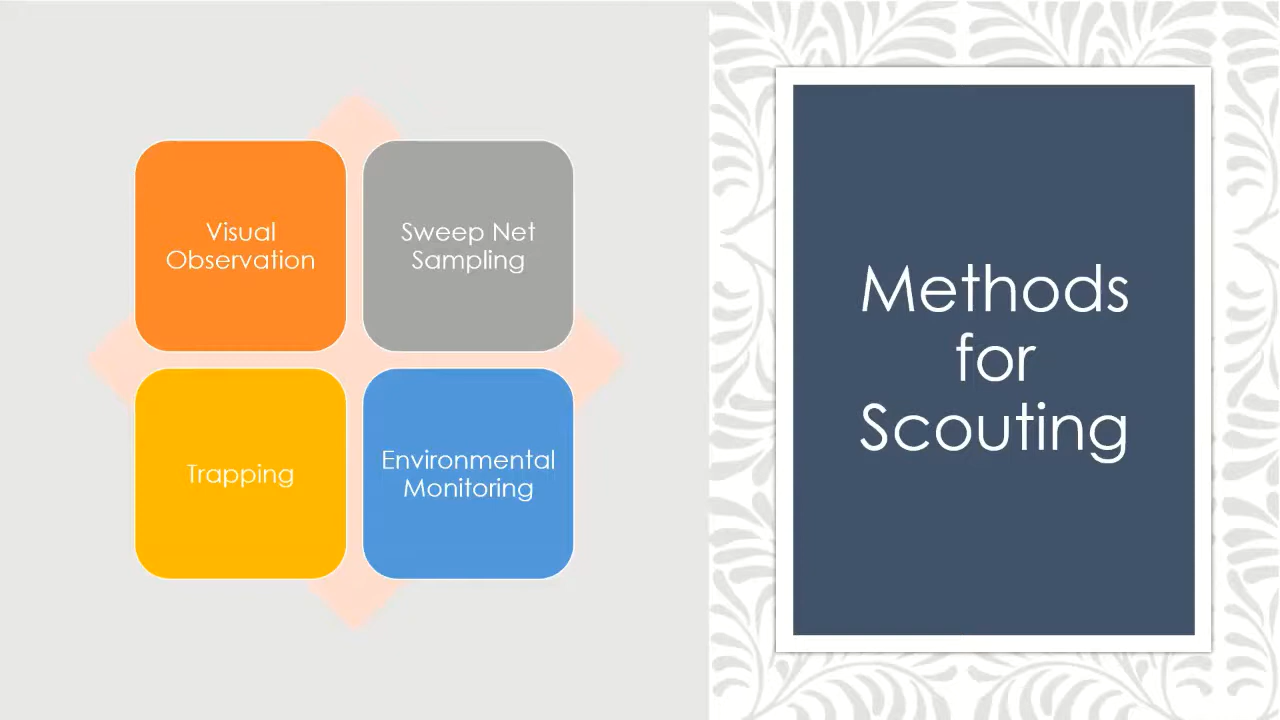 Visual
Observation
Sweep Net
Sampling
Trapping
Environmental
Monitoring
Methods
for
Scouting